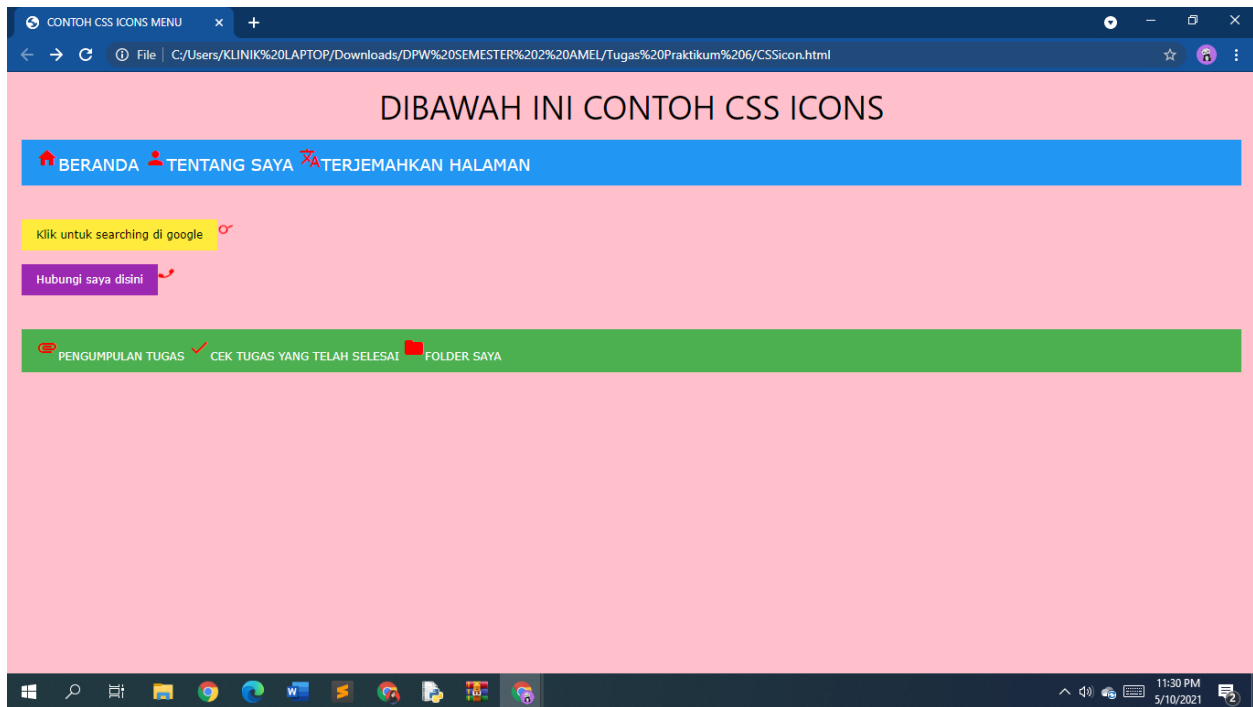 CONTOH CSS ICONS MENU
File | C:/Users/KLINIK%20LAPTOP/Downloads/DPW%20SEMESTER%202%20AMEL/Tugas%20Praktikum%206/CSSicon.html
DIBAWAH INI CONTOH CSS ICONS
BERANDA TENTANG SAYA TERJEMAHKAN HALAMAN
Klik untuk searching di google
Hubungi saya disini
PENGUMPULAN TUGAS CEK TUGAS YANG TELAH SELESAI FOLDER SAYA
11:30 PM
5/10/2021
2